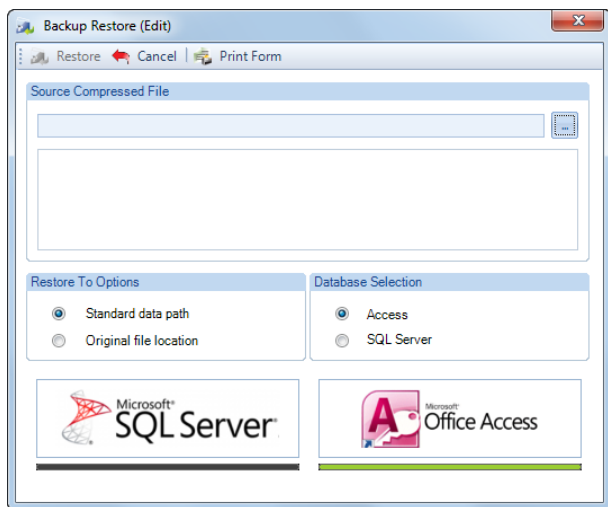 Backup Restore (Edit)
Restore Cancel Print Form
Source Compressed File
...
Restore To Options
Standard data path
Original file location
Database Selection
Access
SQL Server
Microsoft®
SQL Server
Microsoft®
Office Access